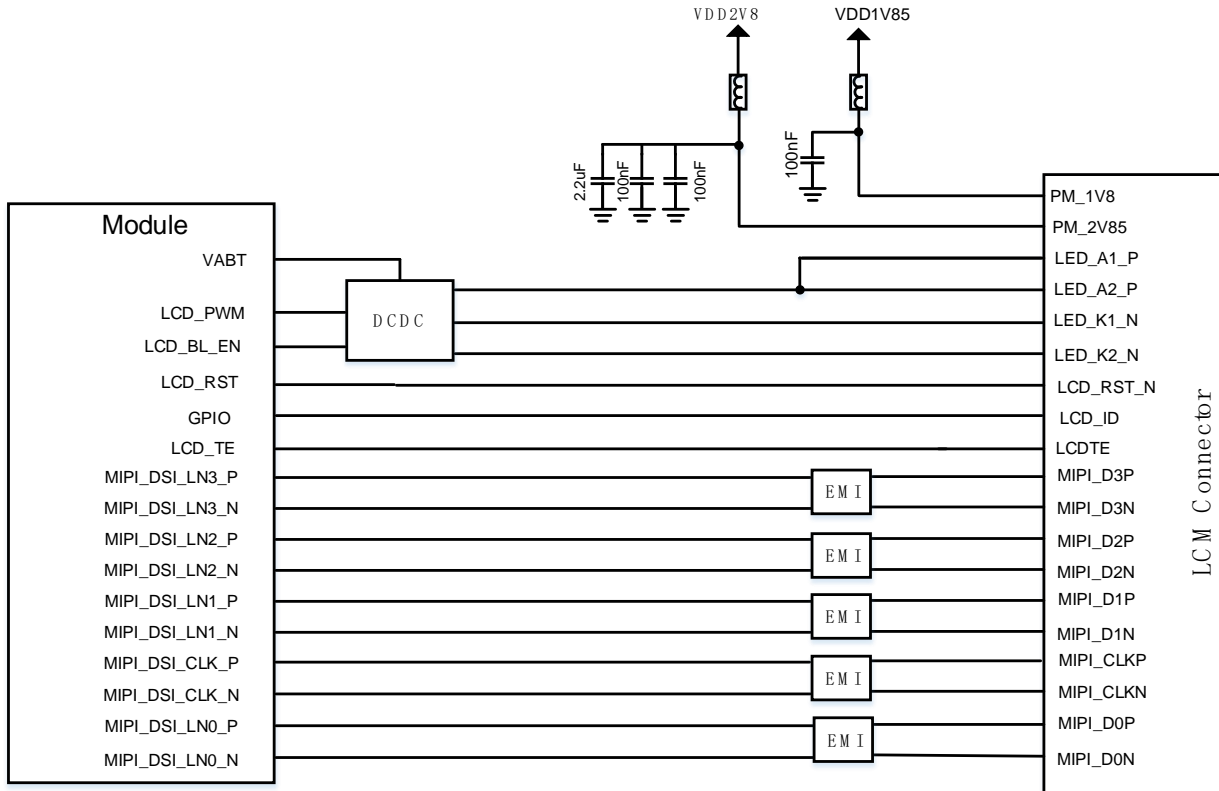 VDD2V8
VDD1V85
2.2uF
100nF
100nF
100nF
Module
VABT
LCD_PWM
LCD_BL_EN
LCD_RST
GPIO
LCD_TE
MIPI_DSI_LN3_P
MIPI_DSI_LN3_N
MIPI_DSI_LN2_P
MIPI_DSI_LN2_N
MIPI_DSI_LN1_P
MIPI_DSI_LN1_N
MIPI_DSI_CLK_P
MIPI_DSI_CLK_N
MIPI_DSI_LN0_P
MIPI_DSI_LN0_N
DCDC
EMI
EMI
EMI
EMI
EMI
PM_1V8
PM_2V85
LED_A1_P
LED_A2_P
LED_K1_N
LED_K2_N
LCD_RST_N
LCD_ID
LCDTE
MIPI_D3P
MIPI_D3N
MIPI_D2P
MIPI_D2N
MIPI_D1P
MIPI_D1N
MIPI_CLKP
MIPI_CLKN
MIPI_D0P
MIPI_D0N
LCM Connector